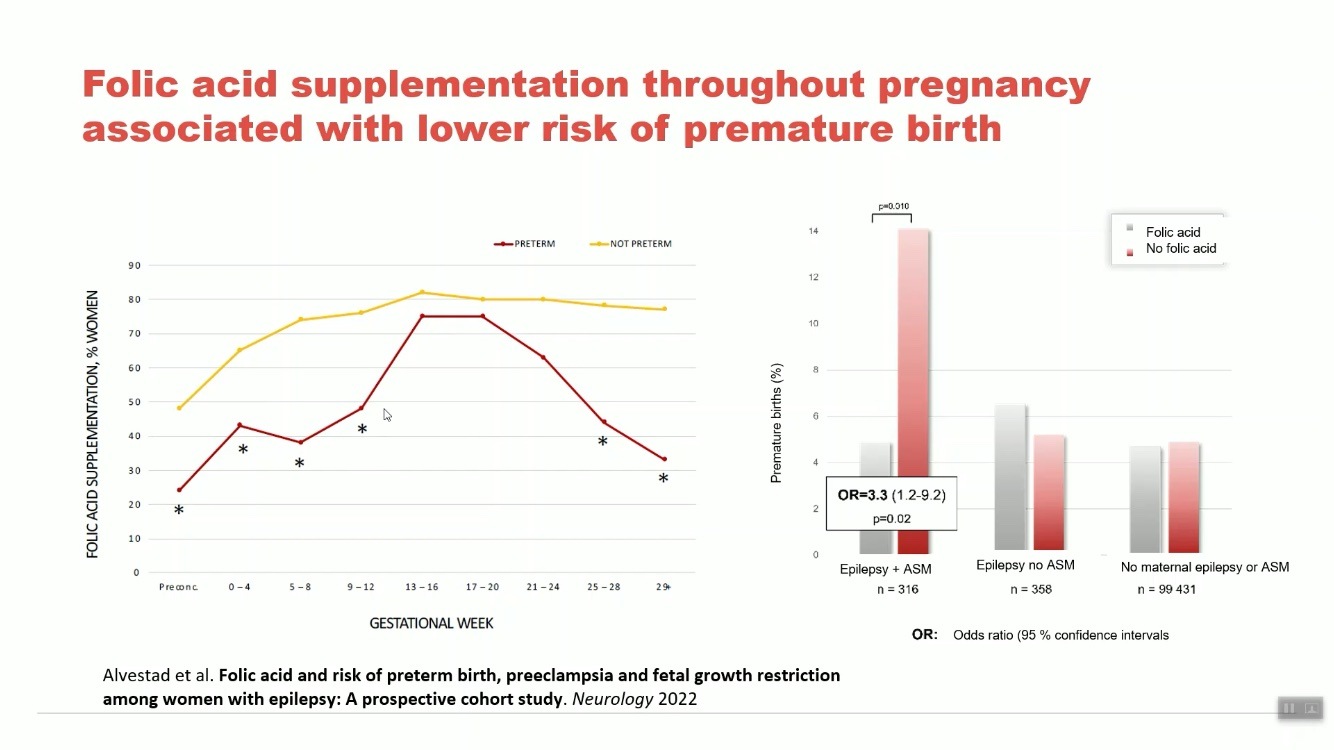 Folic acid supplementation throughout pregnancy
associated with lower risk of premature birth
PRETERM
NOT PRETERM
FOLIC ACID SUPPLEMENTATION, % WOMEN
90
80
70
60
50
40
30
20
10
0
*
*
*
*
*
*
Preconc.
0 – 4
5 – 8
9 – 12
13 – 16
17 – 20
21 – 24
25 – 28
29+
GESTATIONAL WEEK
p=0.010
Folic acid
No folic acid
Premature births (%)
14
12
10
8
6
4
2
0
OR=3.3 (1.2-9.2)
p=0.02
Epilepsy + ASM
n = 316
Epilepsy no ASM
n = 358
No maternal epilepsy or ASM
n = 99 431
OR: Odds ratio (95 % confidence intervals
Alvestad et al. Folic acid and risk of preterm birth, preeclampsia and fetal growth restriction
among women with epilepsy: A prospective cohort study. Neurology 2022